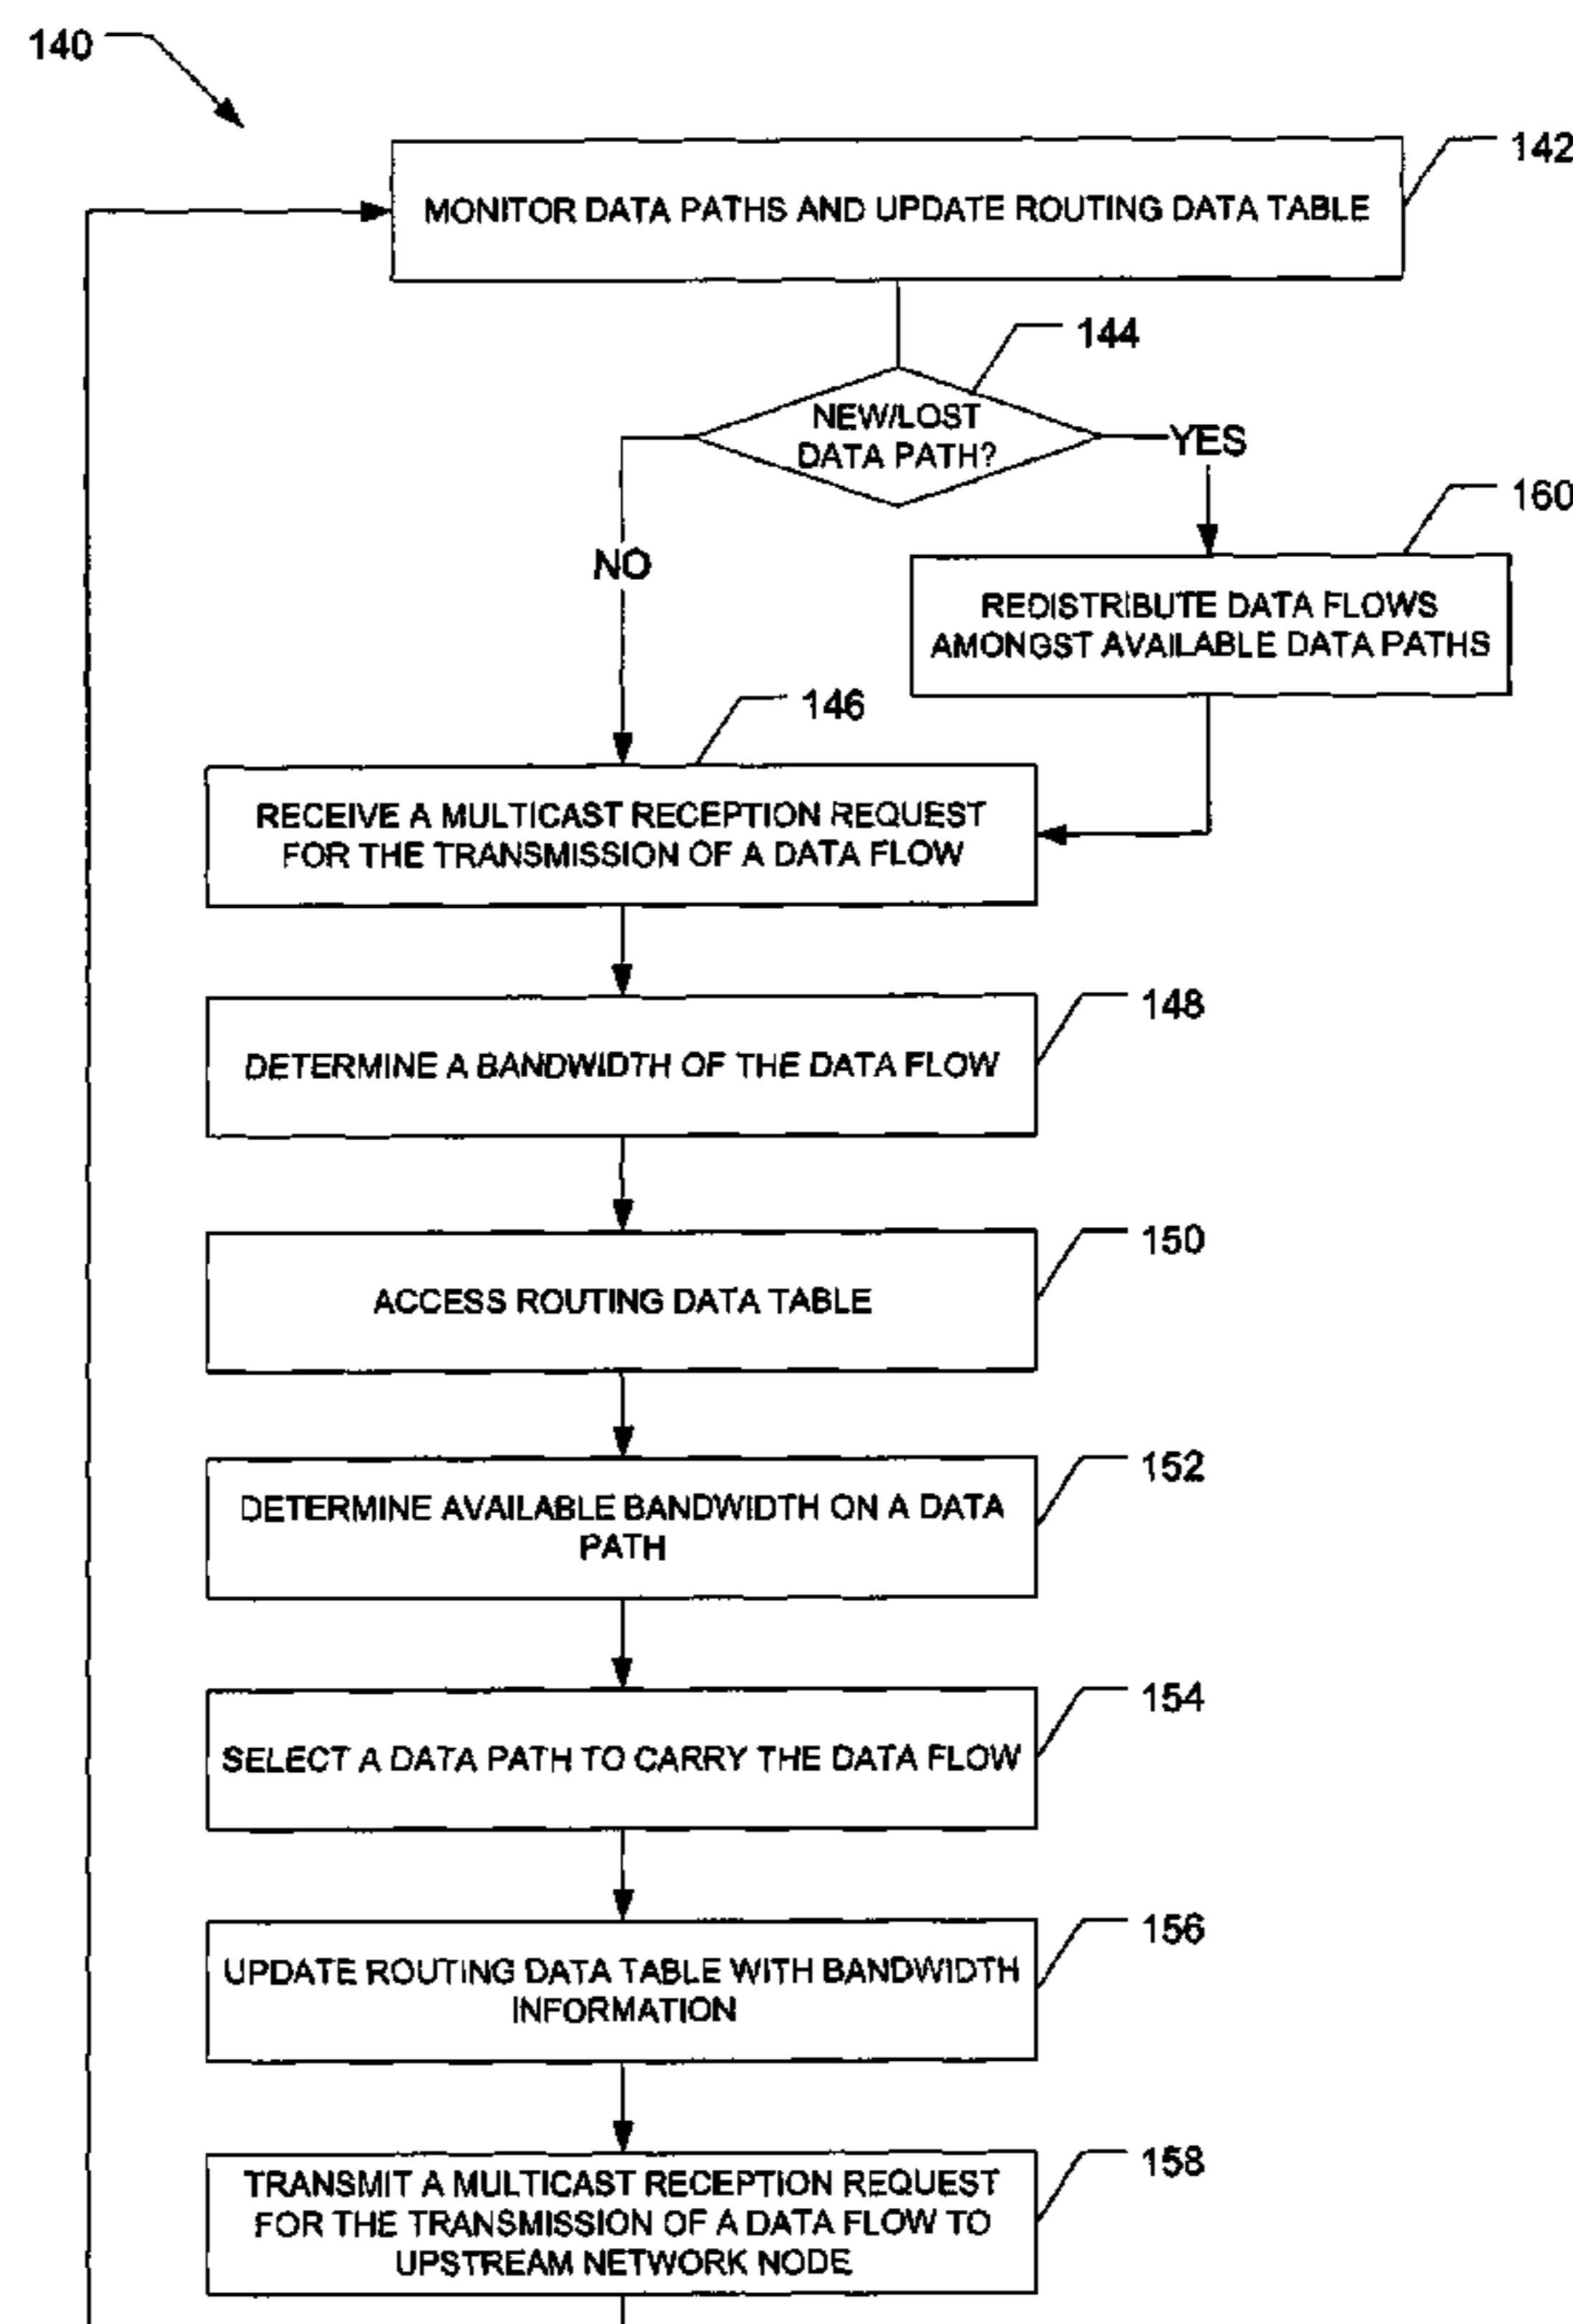 140
142
MONITOR DATA PATHS AND UPDATE ROUTING DATA TABLE
144
NEW/LOST
DATA PATH?
YES
NO
160
REDISTRIBUTE DATA FLOWS
AMONGST AVAILABLE DATA PATHS
146
RECEIVE A MULTICAST RECEPTION REQUEST
FOR THE TRANSMISSION OF A DATA FLOW
148
DETERMINE A BANDWIDTH OF THE DATA FLOW
150
ACCESS ROUTING DATA TABLE
152
DETERMINE AVAILABLE BANDWIDTH ON A DATA
PATH
154
SELECT A DATA PATH TO CARRY THE DATA FLOW
156
UPDATE ROUTING DATA TABLE WITH BANDWIDTH
INFORMATION
158
TRANSMIT A MULTICAST RECEPTION REQUEST
FOR THE TRANSMISSION OF A DATA FLOW TO
UPSTREAM NETWORK NODE